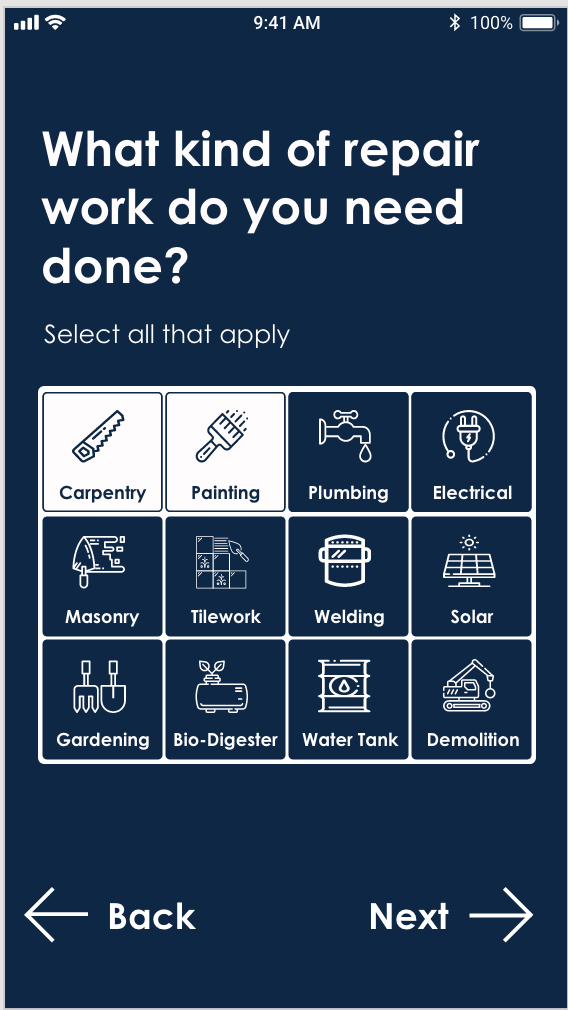 9:41 AM 100%
What kind of repair
work do you need
done?
Select all that apply
Carpentry Painting Plumbing Electrical
Masonry Tilework Welding Solar
Gardening Bio-Digester Water Tank Demolition
Back Next